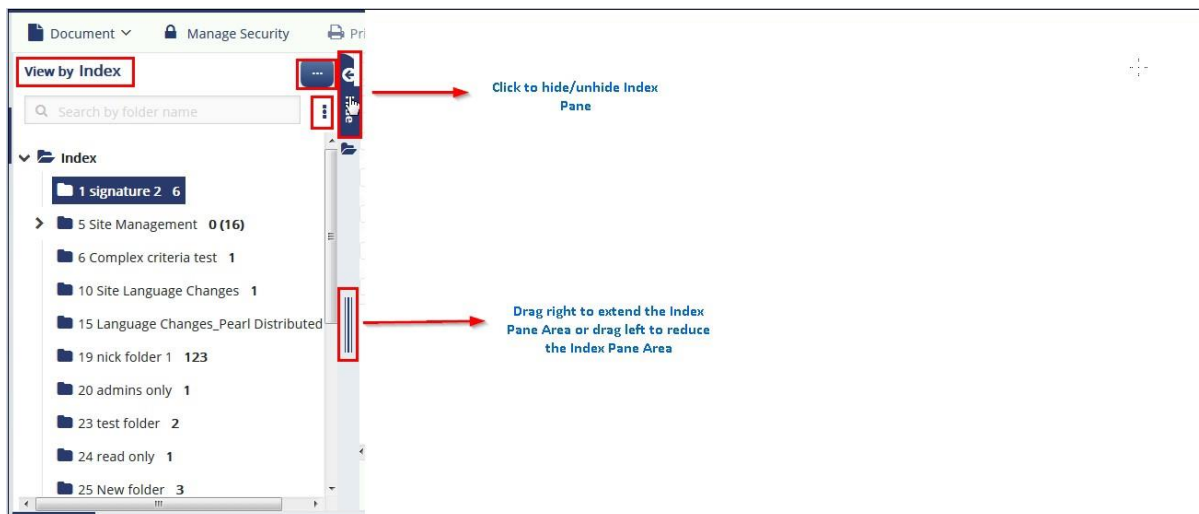 Document Manage Security Pri
View by Index ...
Search by folder name
Hide
Index
1 signature 2 6
5 Site Management 0 (16)
6 Complex criteria test 1
10 Site Language Changes 1
15 Language Changes_Pearl Distributed
19 nick folder 1 123
20 admins only 1
23 test folder 2
24 read only 1
25 New folder 3
Click to hide/unhide Index
Pane
Drag right to extend the Index
Pane Area or drag left to reduce
the Index Pane Area